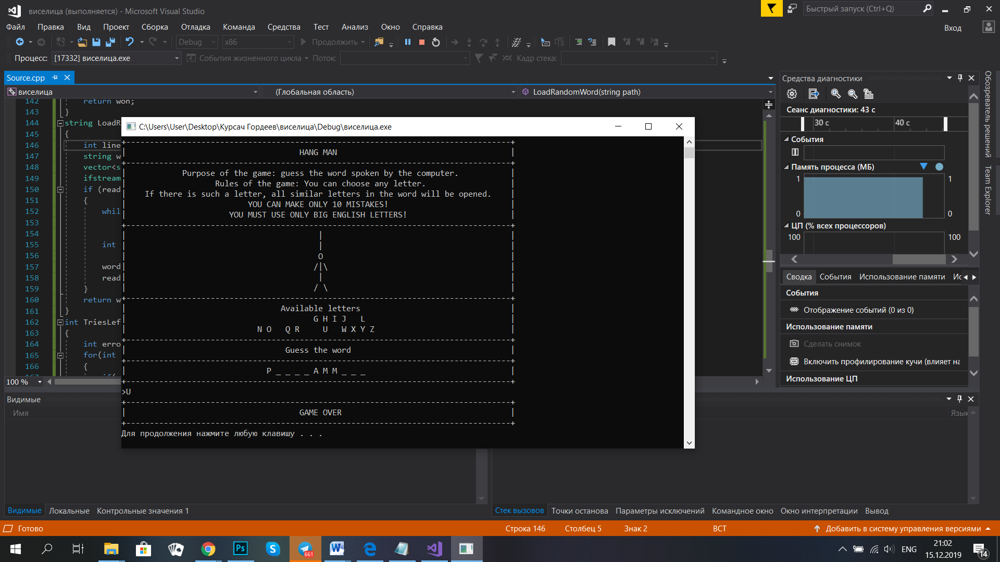 виселица (выполняется) - Microsoft Visual Studio
Быстрый запуск (Ctrl+Q)
Файл Правка Вид Проект Сборка Отладка Команда Средства Тест Анализ Окно Справка
Вход
Debug x86 Продолжить
Процесс: [17332] виселица.exe События жизненного цикла Поток: Кадр стека:
Source.cpp
виселица (Глобальная область) LoadRandomWord(string path)
142 return won;
143 }
144 string LoadR
145 {
146 int line
147 string w
148 vector<s
149 ifstream
150 if (read
151 {
152 whil
153
154
155 int
156
157 word
158 read
159 }
160 return w
161 }
162 int TriesLef
163 {
164 int erro
165 for(int
166 {
167 if(
100 %
C:\Users\User\Desktop\Курсач Гордеев\виселица\Debug\виселица.exe
HANG MAN
Purpose of the game: guess the word spoken by the computer.
Rules of the game: You can choose any letter.
If there is such a letter, all similar letters in the word will be opened.
YOU CAN MAKE ONLY 10 MISTAKES!
YOU MUST USE ONLY BIG ENGLISH LETTERS!
|
|
O
/|\
|
/ \
Available letters
G H I J L
N O Q R U W X Y Z
Guess the word
P _ _ _ _ A M M _ _ _
>U
GAME OVER
Для продолжения нажмите любую клавишу . . .
Средства диагностики
Сеанс диагностики: 43 с
30 с 40 с
События
Память процесса (МБ)
1 1
0 0
ЦП (% всех процессоров)
100 100
Сводка События Использование памяти Ис
События
Отображение событий (0 из 0)
Использование памяти
Сделать снимок
Включить профилирование кучи (влияет на
Использование ЦП
Обозреватель решений
Team Explorer
Видимые
Имя
Язык
Видимые Локальные Контрольные значения 1
Стек вызовов Точки останова Параметры исключений Командное окно Окно интерпретации Вывод
Готово Строка 146 Столбец 5 Знак 2 ВСТ Добавить в систему управления версиями
Ps
S
661
W
ENG
21:02
15.12.2019
14